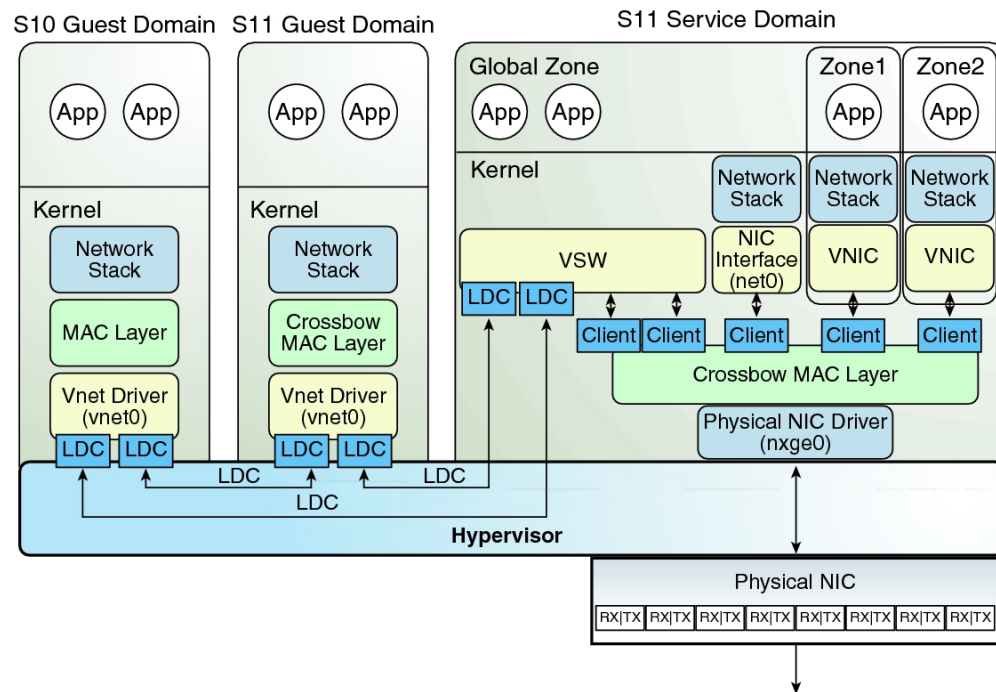 S10 Guest Domain
S11 Guest Domain
S11 Service Domain
Global Zone
Zone1
Zone2
App
App
App
App
App
App
App
App
Kernel
Kernel
Kernel
Network
Stack
Network
Stack
Network
Stack
Network
Stack
Network
Stack
VSW
NIC
Interface
(net0)
VNIC
VNIC
LDC
LDC
MAC Layer
Crossbow
MAC Layer
Client
Client
Client
Client
Client
Crossbow MAC Layer
Vnet Driver
(vnet0)
Vnet Driver
(vnet0)
Physical NIC Driver
(nxge0)
LDC
LDC
LDC
LDC
LDC
LDC
LDC
Hypervisor
Physical NIC
RX|TX
RX|TX
RX|TX
RX|TX
RX|TX
RX|TX
RX|TX
RX|TX